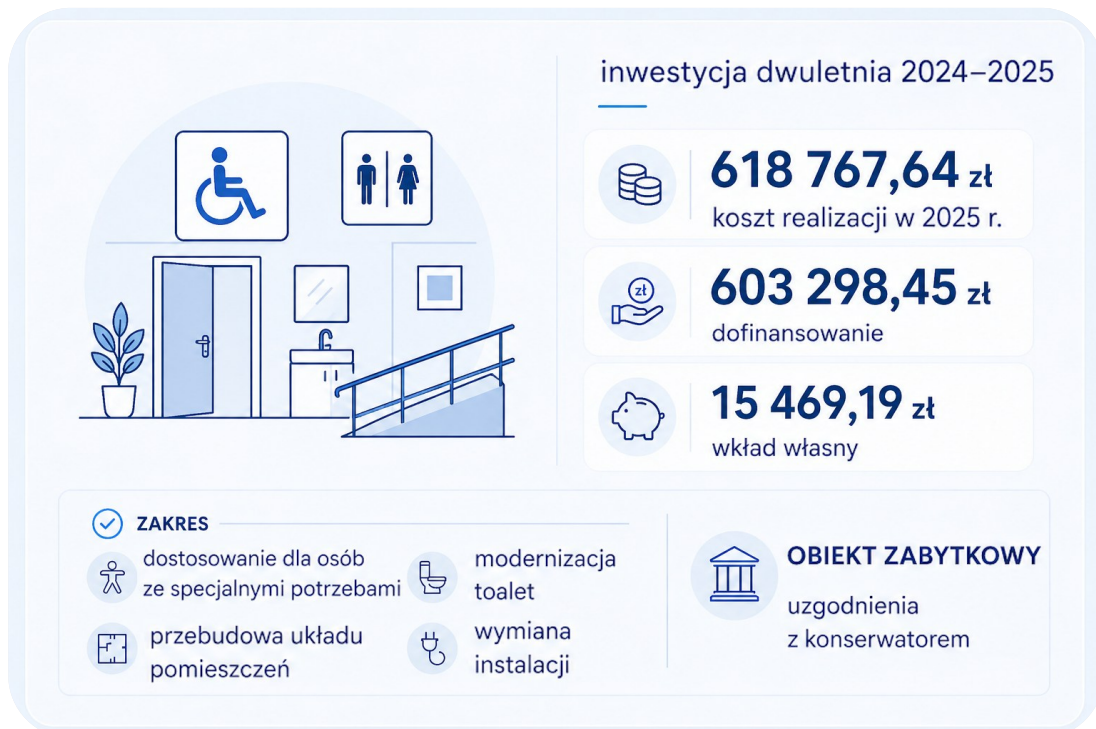 inwestycja dwuletnia 2024–2025
618 767,64 zł
koszt realizacji w 2025 r.
zł
603 298,45 zł
dofinansowanie
15 469,19 zł
wkład własny
ZAKRES
dostosowanie dla osób
ze specjalnymi potrzebami
modernizacja
toalet
przebudowa układu
pomieszczeń
wymiana
instalacji
OBIEKT ZABYTKOWY
uzgodnienia
z konserwatorem